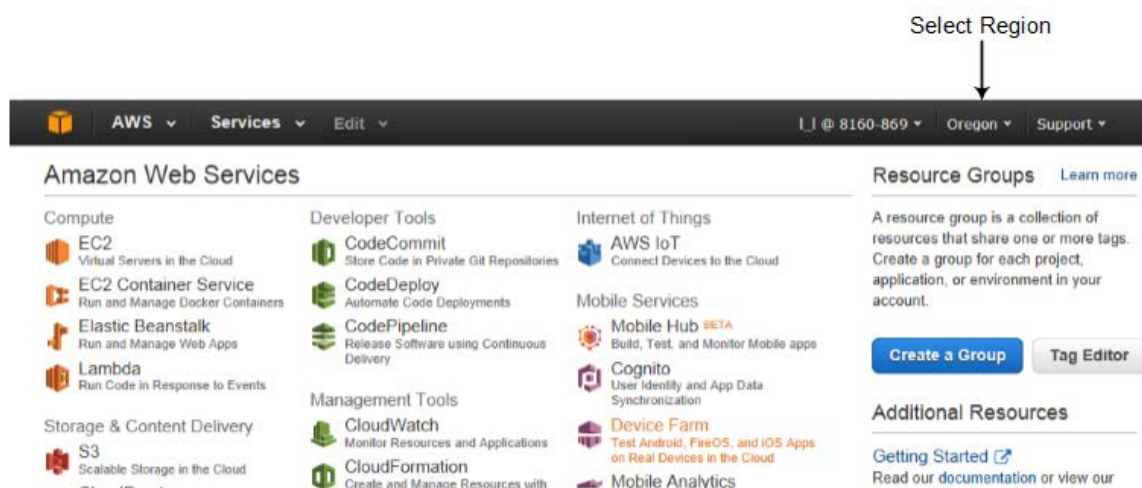 Select Region
AWS Services Edit
@ 8160-869 Oregon Support
Amazon Web Services
Compute
EC2
Virtual Servers in the Cloud
EC2 Container Service
Run and Manage Docker Containers
Elastic Beanstalk
Run and Manage Web Apps
Lambda
Run Code in Response to Events
Storage & Content Delivery
S3
Scalable Storage in the Cloud
Developer Tools
CodeCommit
Store Code in Private Git Repositories
CodeDeploy
Automate Code Deployments
CodePipeline
Release Software using Continuous
Delivery
Management Tools
CloudWatch
Monitor Resources and Applications
CloudFormation
Create and Manage Resources with
Internet of Things
AWS IoT
Connect Devices to the Cloud
Mobile Services
Mobile Hub BETA
Build, Test, and Monitor Mobile apps
Cognito
User Identity and App Data
Synchronization
Device Farm
Test Android, FireOS, and iOS Apps
on Real Devices in the Cloud
Mobile Analytics
Resource Groups Learn more
A resource group is a collection of
resources that share one or more tags.
Create a group for each project,
application, or environment in your
account.
Create a Group Tag Editor
Additional Resources
Getting Started
Read our documentation or view our